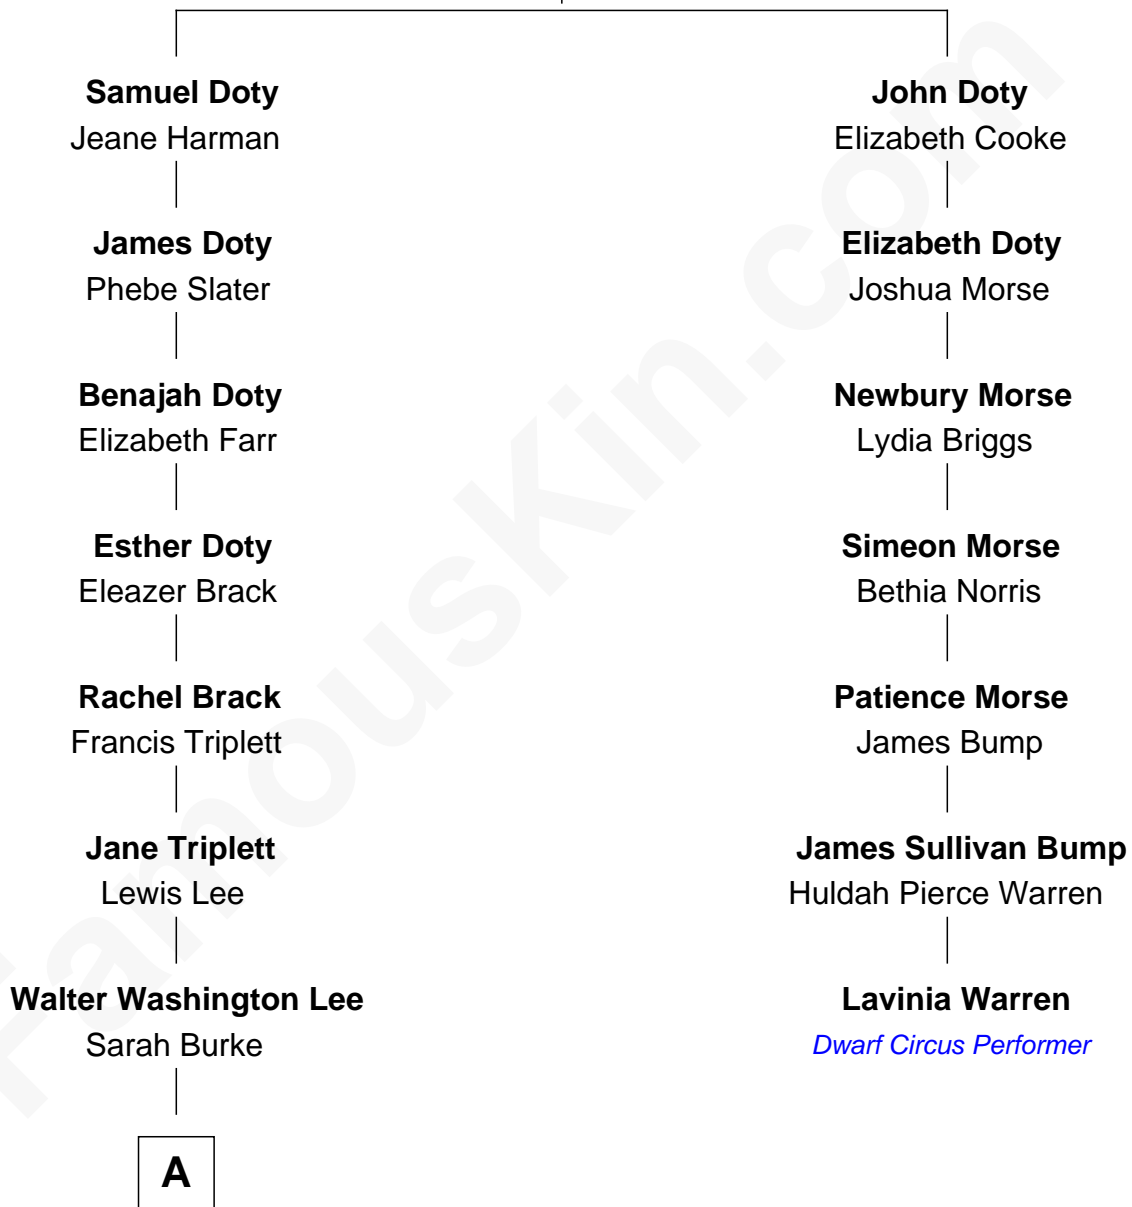 Samuel Doty
Jeane Harman
James Doty
Phebe Slater
Benajah Doty
Elizabeth Farr
Esther Doty
Eleazer Brack
Rachel Brack
Francis Triplett
Jane Triplett
Lewis Lee
Walter Washington Lee
Sarah Burke
A
John Doty
Elizabeth Cooke
Elizabeth Doty
Joshua Morse
Newbury Morse
Lydia Briggs
Simeon Morse
Bethia Norris
Patience Morse
James Bump
James Sullivan Bump
Huldah Pierce Warren
Lavinia Warren
Dwarf Circus Performer
FamousKin.com